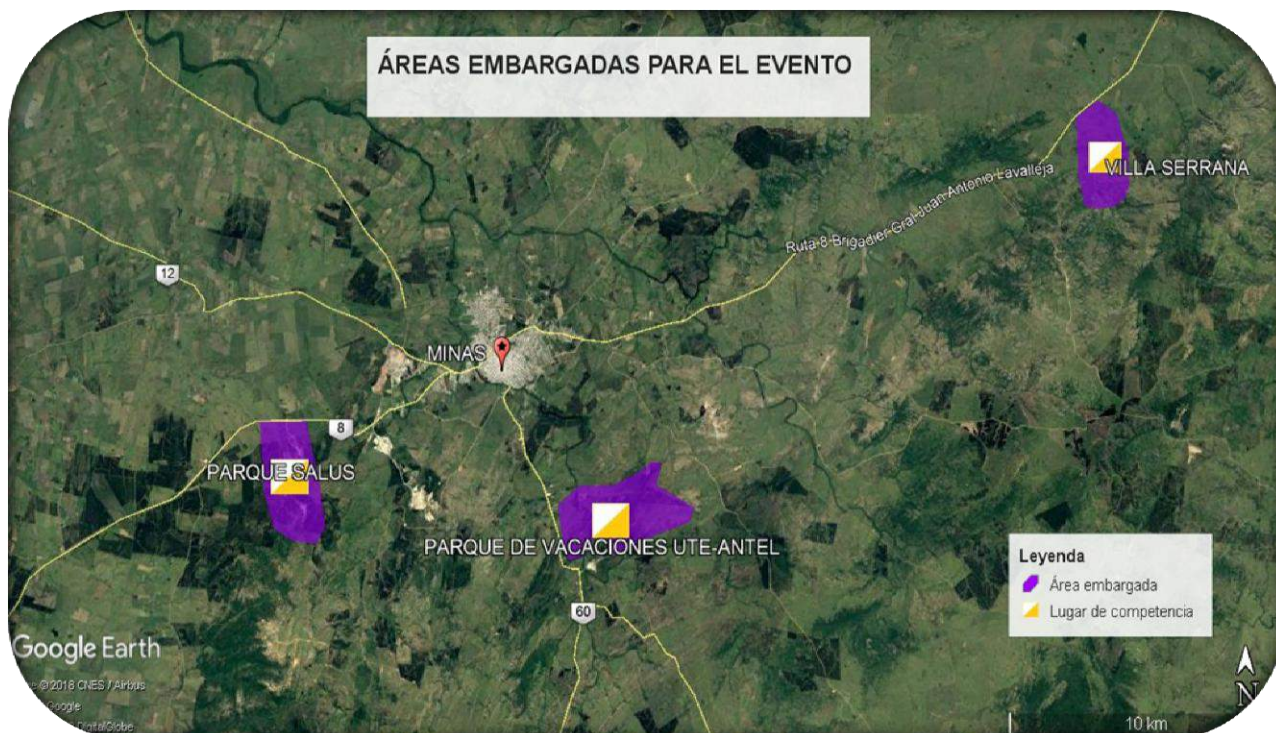 ÁREAS EMBARGADAS PARA EL EVENTO
VILLA SERRANA
Ruta 8 Brigadier Gral Juan Antonio Lavalleja
12
MINAS
8
PARQUE SALUS
PARQUE DE VACACIONES UTE-ANTEL
60
Leyenda
Área embargada
Lugar de competencia
Google Earth
© 2018 CNES / Airbus
Google
DigitalGlobe
N
10 km